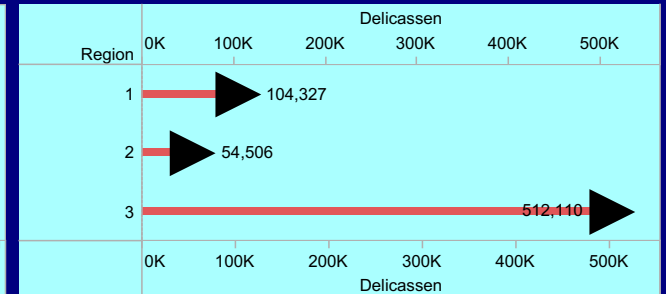 Delicassen
Region 0K 100K 200K 300K 400K 500K
1 104,327
2 54,506
3 512,110
0K 100K 200K 300K 400K 500K
Delicassen